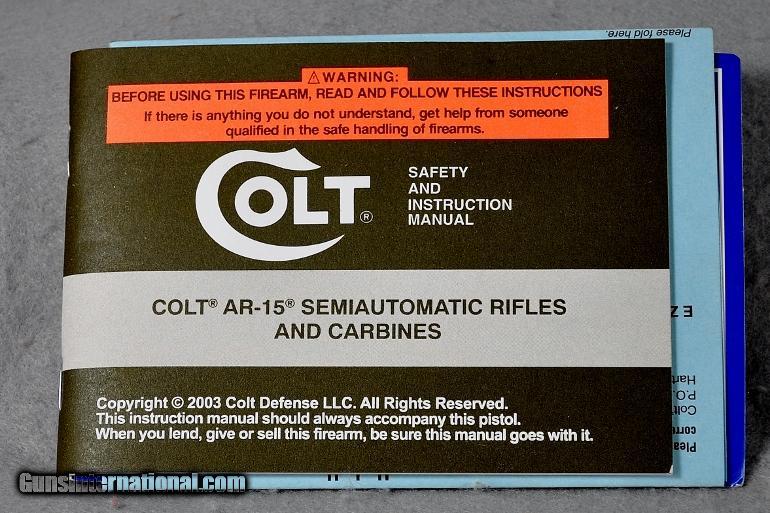 Please fold here.
⚠WARNING:
BEFORE USING THIS FIREARM, READ AND FOLLOW THESE INSTRUCTIONS
If there is anything you do not understand, get help from someone
qualified in the safe handling of firearms.
COLT®
SAFETY
AND
INSTRUCTION
MANUAL
COLT® AR-15® SEMIAUTOMATIC RIFLES
AND CARBINES
Copyright © 2003 Colt Defense LLC. All Rights Reserved.
This instruction manual should always accompany this pistol.
When you lend, give or sell this firearm, be sure this manual goes with it.
E Z
P.O.
GunsInternational.com